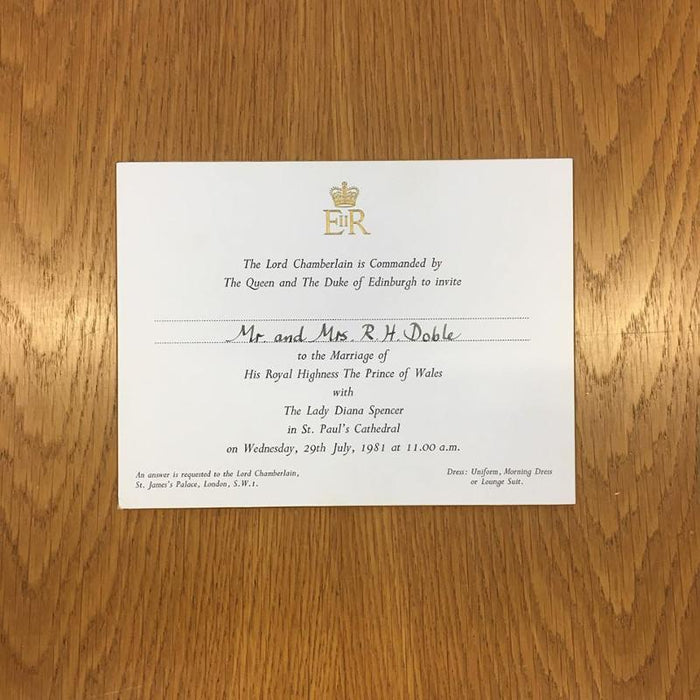 EiiR
The Lord Chamberlain is Commanded by
The Queen and The Duke of Edinburgh to invite
Mr and Mrs. R. H. Doble
to the Marriage of
His Royal Highness The Prince of Wales
with
The Lady Diana Spencer
in St. Paul's Cathedral
on Wednesday, 29th July, 1981 at 11.00 a.m.
An answer is requested to the Lord Chamberlain,
St. James's Palace, London, S.W.1.
Dress: Uniform, Morning Dress
or Lounge Suit.